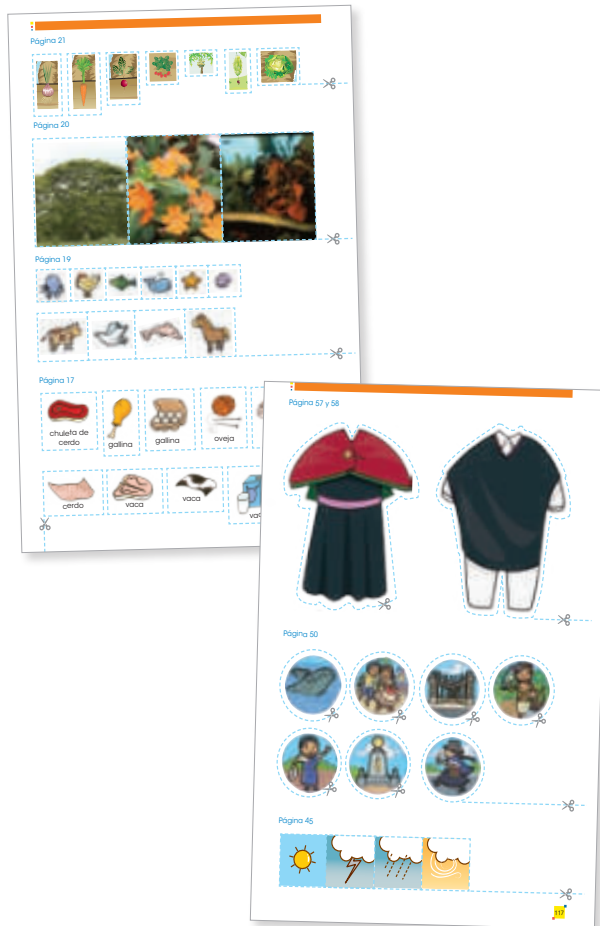 Página 21
Página 20
Página 19
Página 17
chuleta de
cerdo
gallina
gallina
oveja
cerdo
vaca
vaca
Página 57 y 58
Página 50
Página 45
117